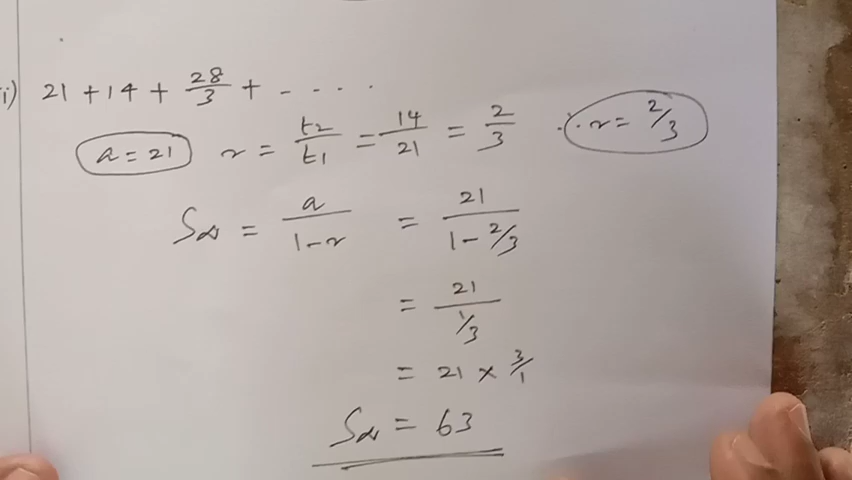 i) 21 + 14 + 28/3 + - - - -
a = 21 r = t2/t1 = 14/21 = 2/3 ∴ r = 2/3
S∞ = a/1-r = 21/1-2/3
= 21/1/3
= 21 × 3/1
S∞ = 63